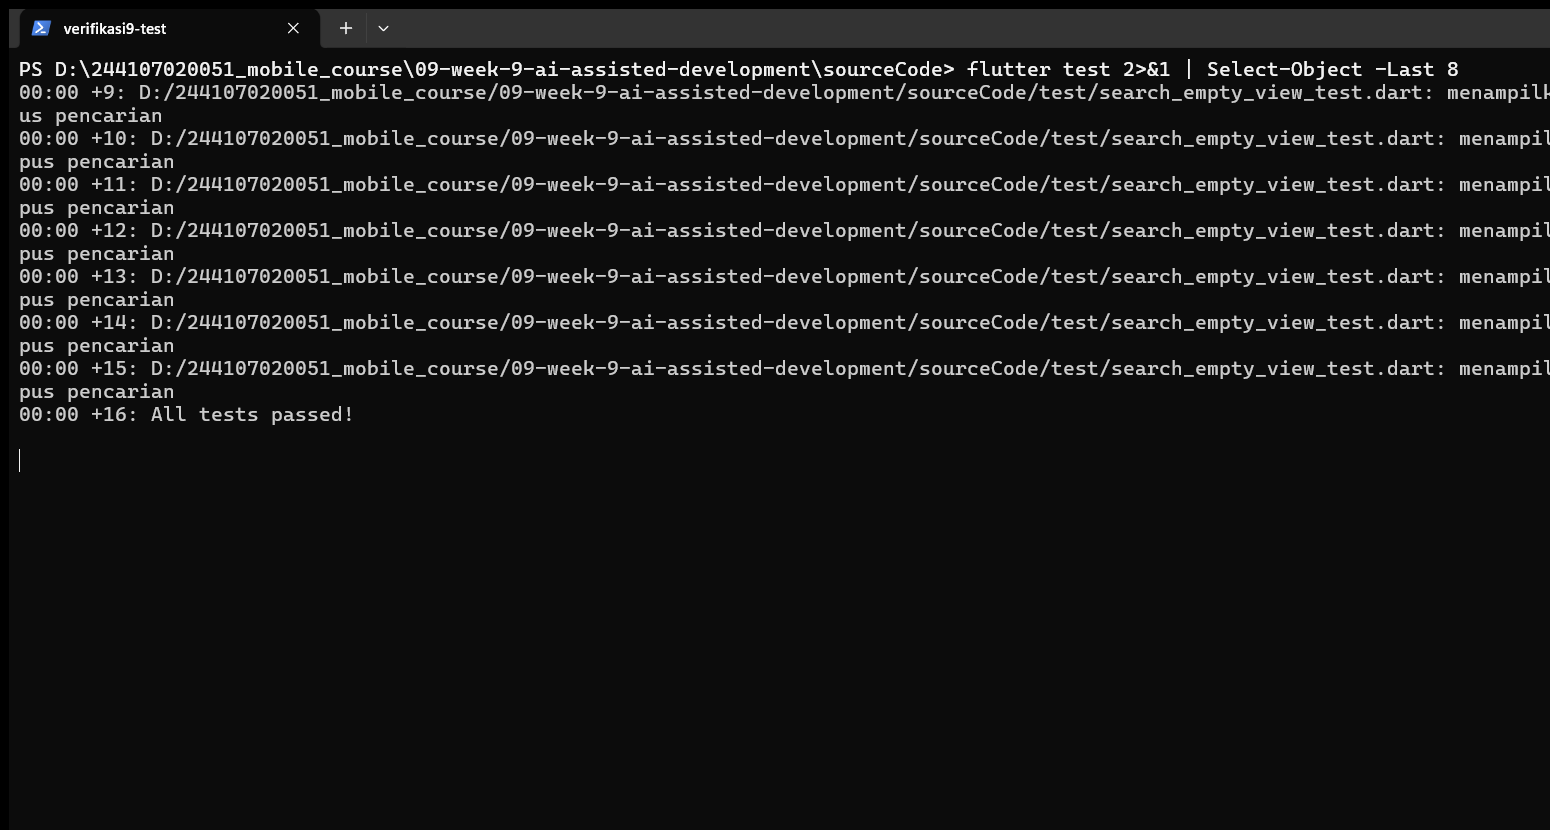 verifikasi9-test
PS D:\244107020051_mobile_course\09-week-9-ai-assisted-development\sourceCode> flutter test 2>&1 | Select-Object -Last 8
00:00 +9: D:/244107020051_mobile_course/09-week-9-ai-assisted-development/sourceCode/test/search_empty_view_test.dart: menampilk
us pencarian
00:00 +10: D:/244107020051_mobile_course/09-week-9-ai-assisted-development/sourceCode/test/search_empty_view_test.dart: menampil
pus pencarian
00:00 +11: D:/244107020051_mobile_course/09-week-9-ai-assisted-development/sourceCode/test/search_empty_view_test.dart: menampil
pus pencarian
00:00 +12: D:/244107020051_mobile_course/09-week-9-ai-assisted-development/sourceCode/test/search_empty_view_test.dart: menampil
pus pencarian
00:00 +13: D:/244107020051_mobile_course/09-week-9-ai-assisted-development/sourceCode/test/search_empty_view_test.dart: menampil
pus pencarian
00:00 +14: D:/244107020051_mobile_course/09-week-9-ai-assisted-development/sourceCode/test/search_empty_view_test.dart: menampil
pus pencarian
00:00 +15: D:/244107020051_mobile_course/09-week-9-ai-assisted-development/sourceCode/test/search_empty_view_test.dart: menampil
pus pencarian
00:00 +16: All tests passed!